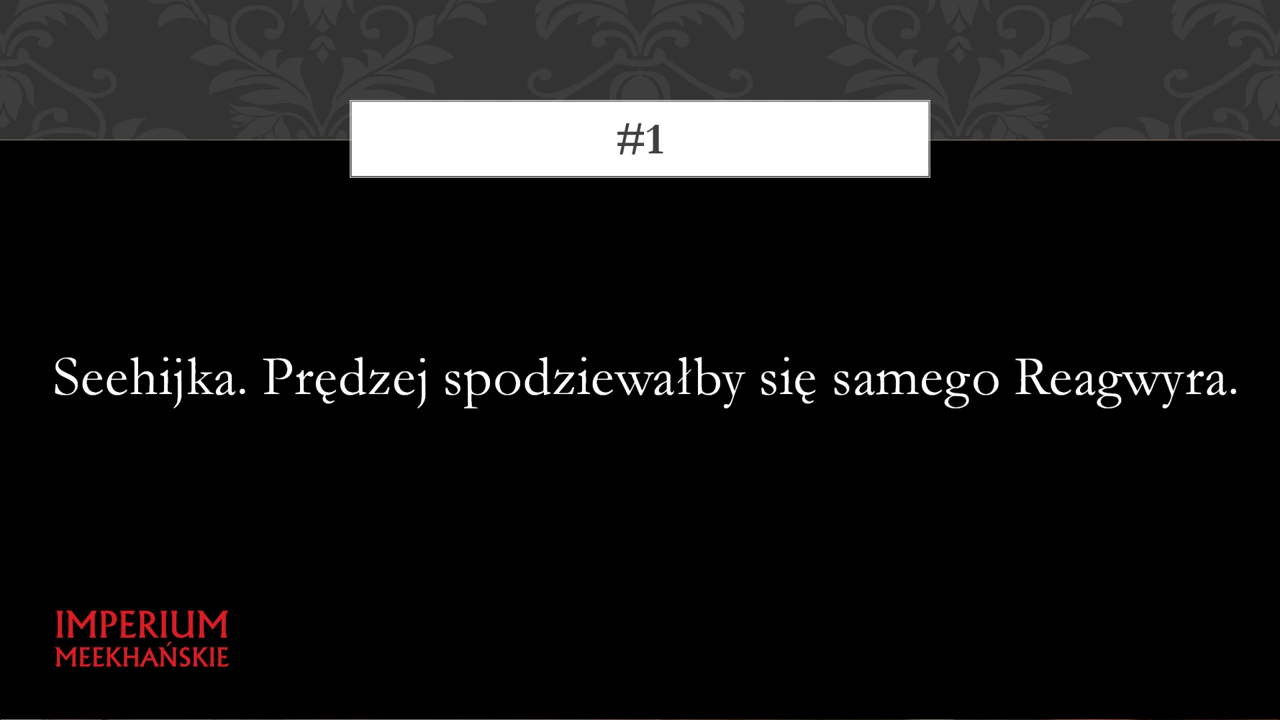 #1
Seehijka. Prędzej spodziewałby się samego Reagwyra.
IMPERIUM
MEEKHAŃSKIE